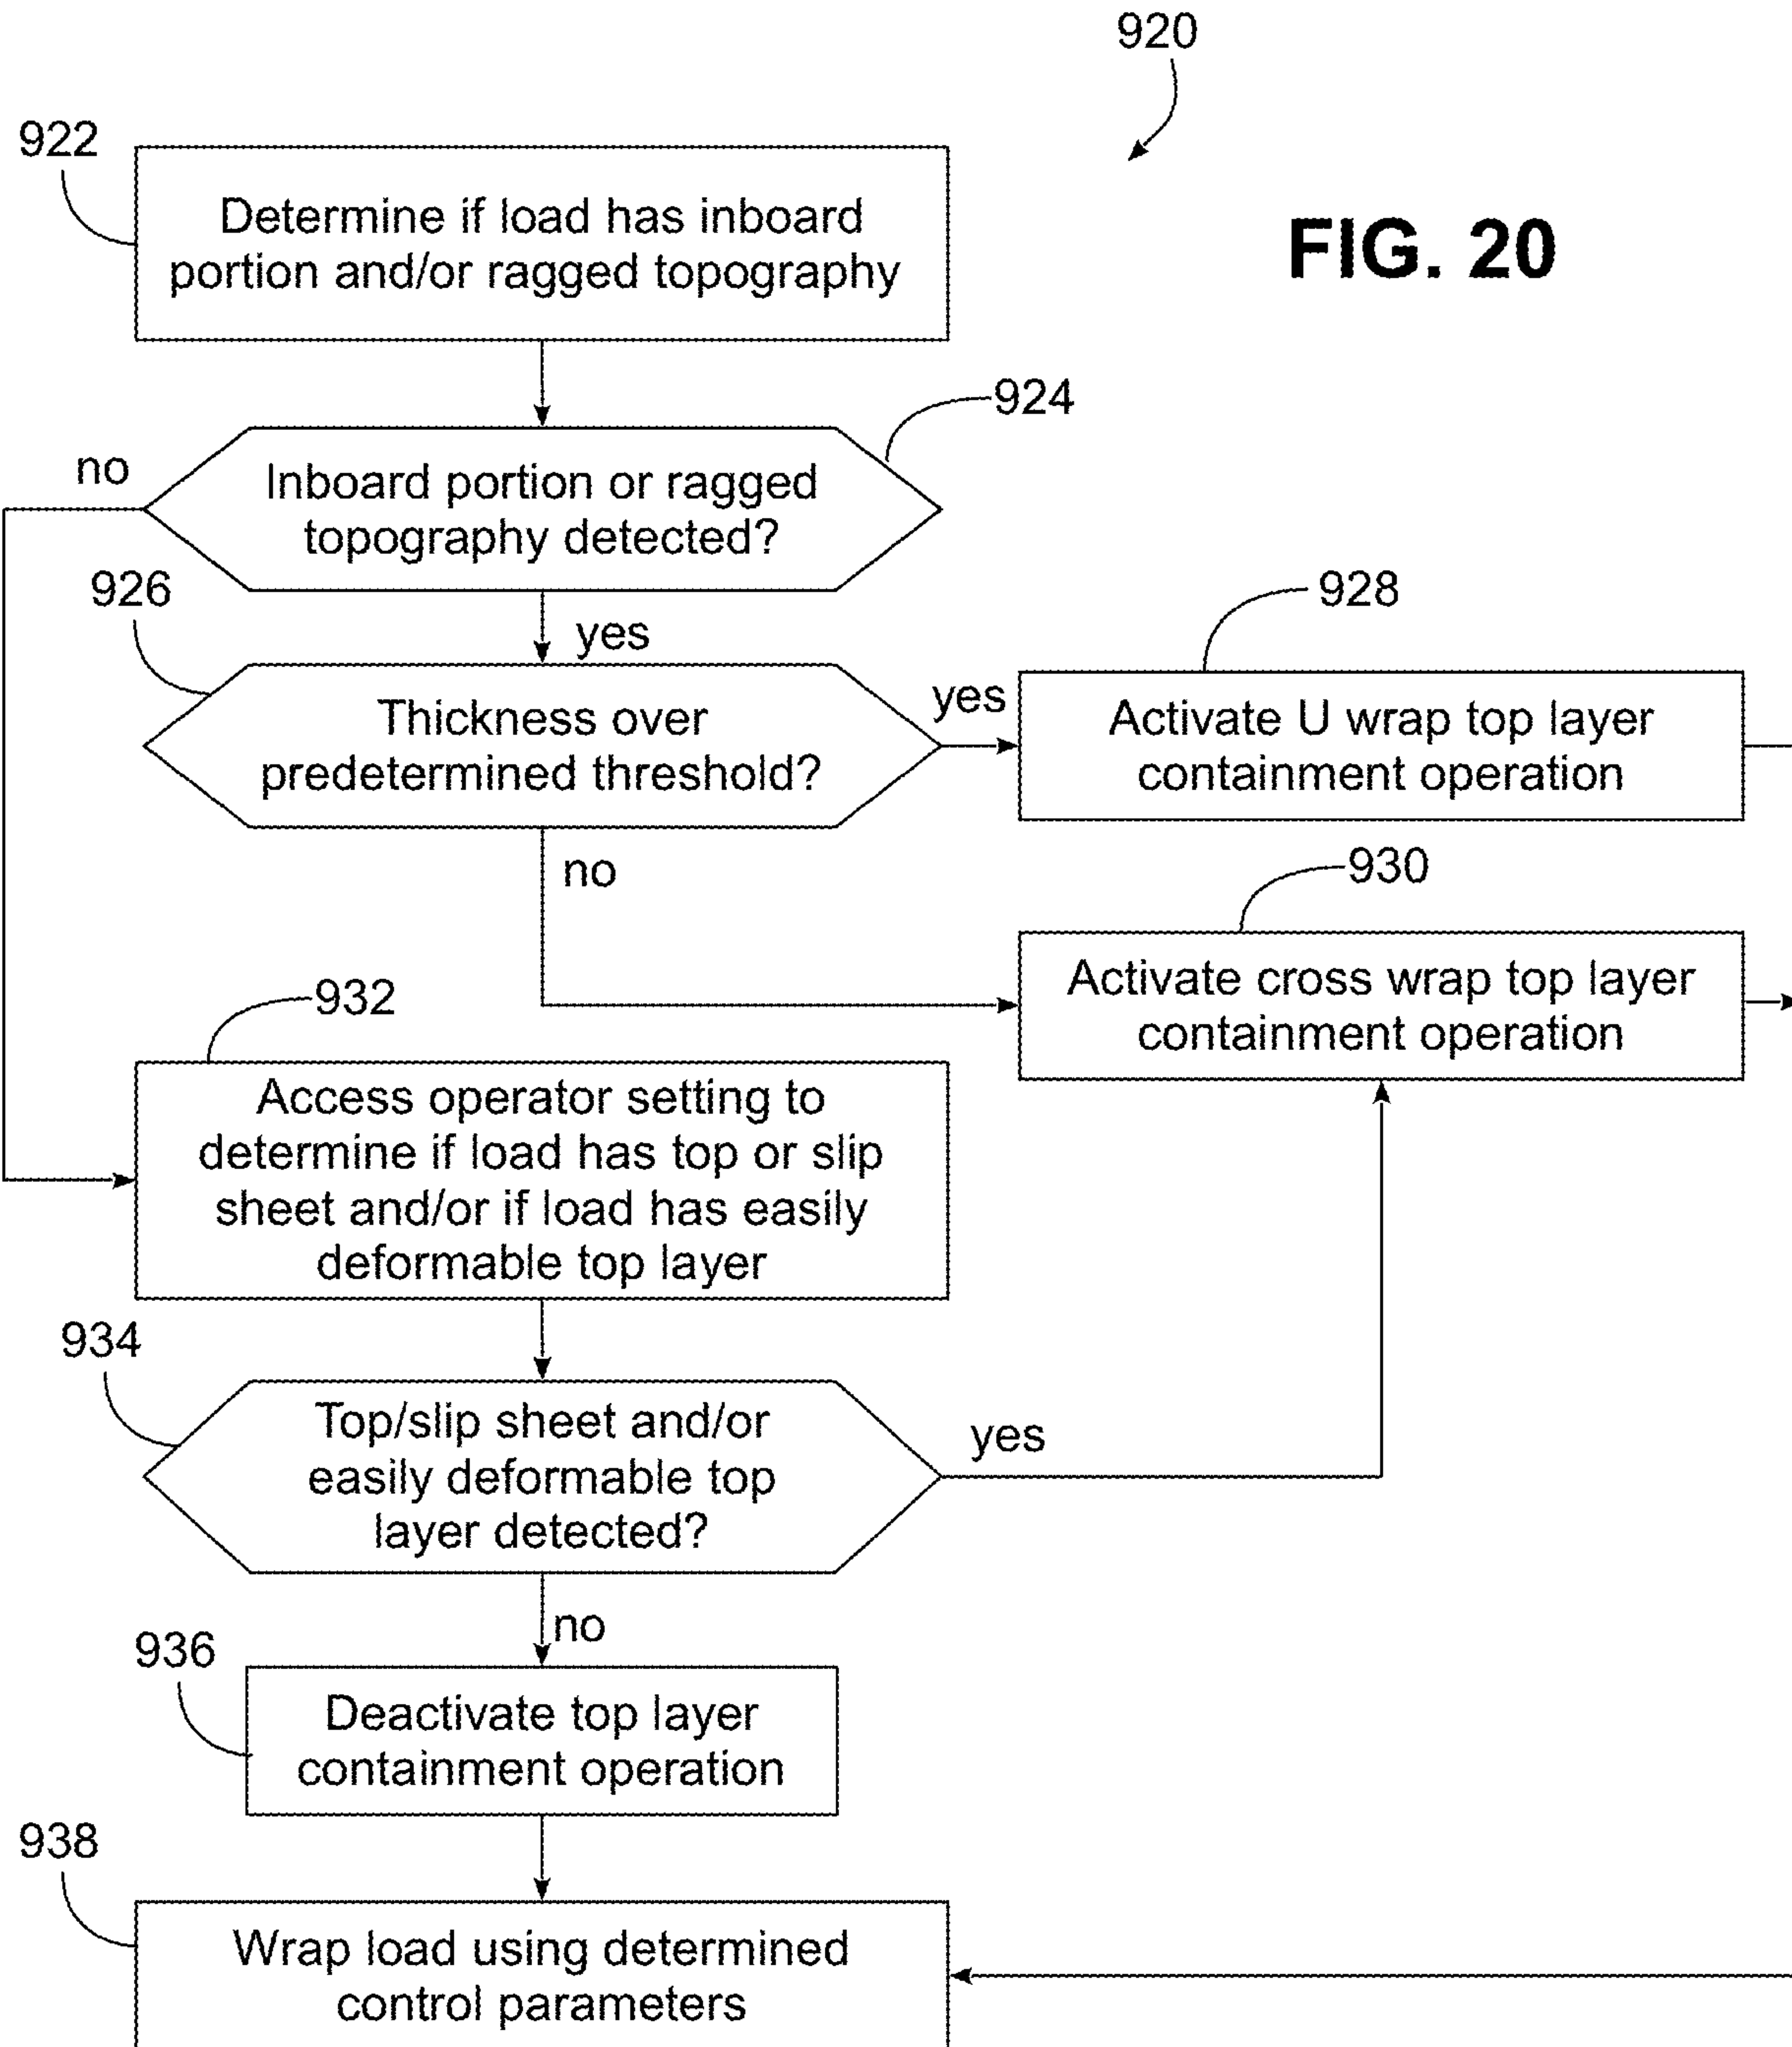 920
FIG. 20
922
Determine if load has inboard
portion and/or ragged topography
924
no
Inboard portion or ragged
topography detected?
yes
926
Thickness over
predetermined threshold?
yes
928
Activate U wrap top layer
containment operation
no
930
Activate cross wrap top layer
containment operation
932
Access operator setting to
determine if load has top or slip
sheet and/or if load has easily
deformable top layer
934
Top/slip sheet and/or
easily deformable top
layer detected?
yes
no
936
Deactivate top layer
containment operation
938
Wrap load using determined
control parameters